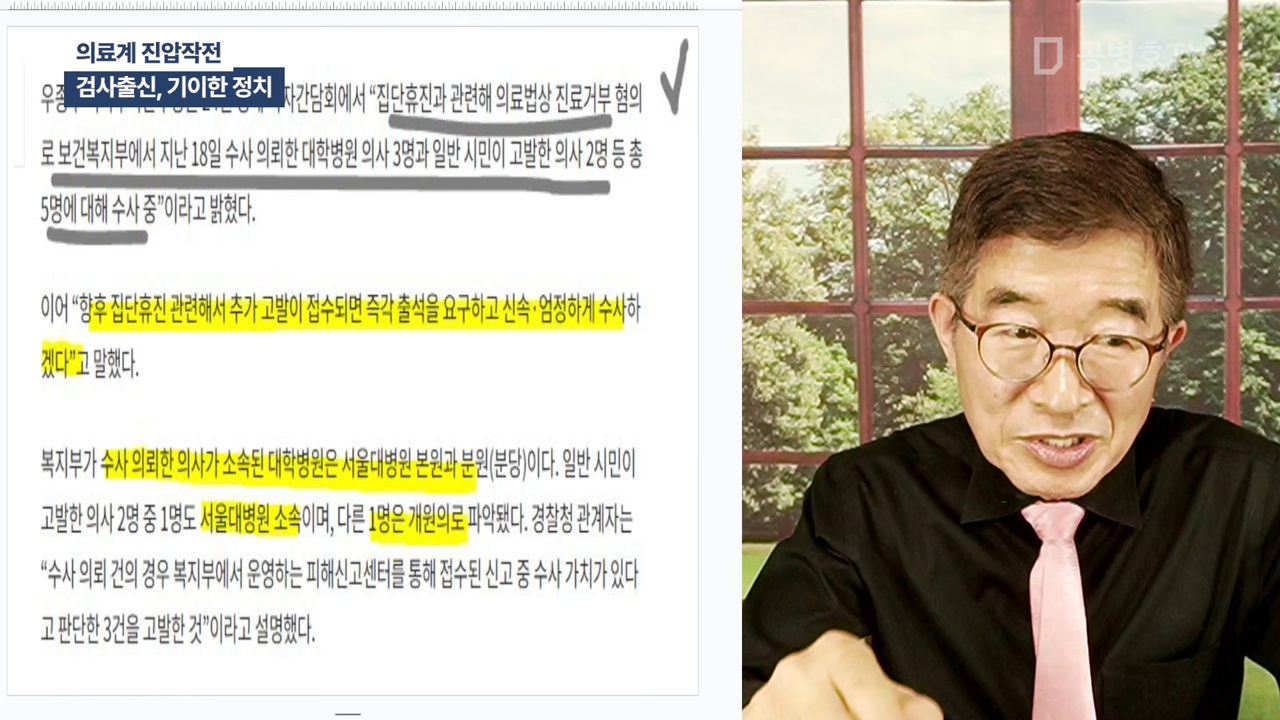 의료계 진압작전
검사출신, 기이한 정치
자간담회에서 “집단휴진과 관련해 의료법상 진료거부 혐의
로 보건복지부에서 지난 18일 수사 의뢰한 대학병원 의사 3명과 일반 시민이 고발한 의사 2명 등 총
5명에 대해 수사 중”이라고 밝혔다.
이어 “향후 집단휴진 관련해서 추가 고발이 접수되면 즉각 출석을 요구하고 신속·엄정하게 수사하
겠다”고 말했다.
복지부가 수사 의뢰한 의사가 소속된 대학병원은 서울대병원 본원과 분원(분당)이다. 일반 시민이
고발한 의사 2명 중 1명도 서울대병원 소속이며, 다른 1명은 개원의로 파악됐다. 경찰청 관계자는
“수사 의뢰 건의 경우 복지부에서 운영하는 피해신고센터를 통해 접수된 신고 중 수사 가치가 있다
고 판단한 3건을 고발한 것”이라고 설명했다.
공병호TV